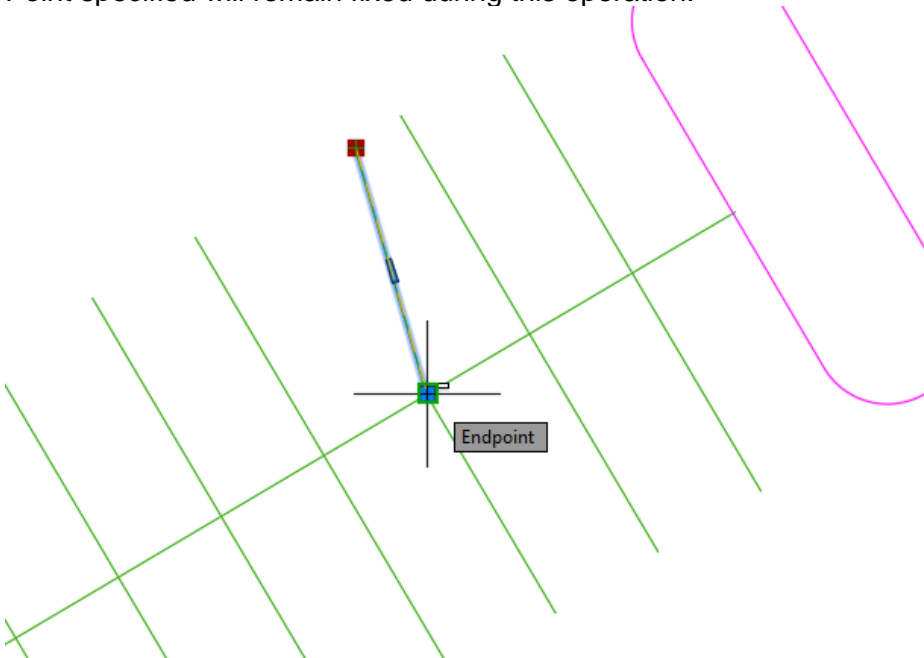 Point specified will remain fixed during this operation.
Endpoint